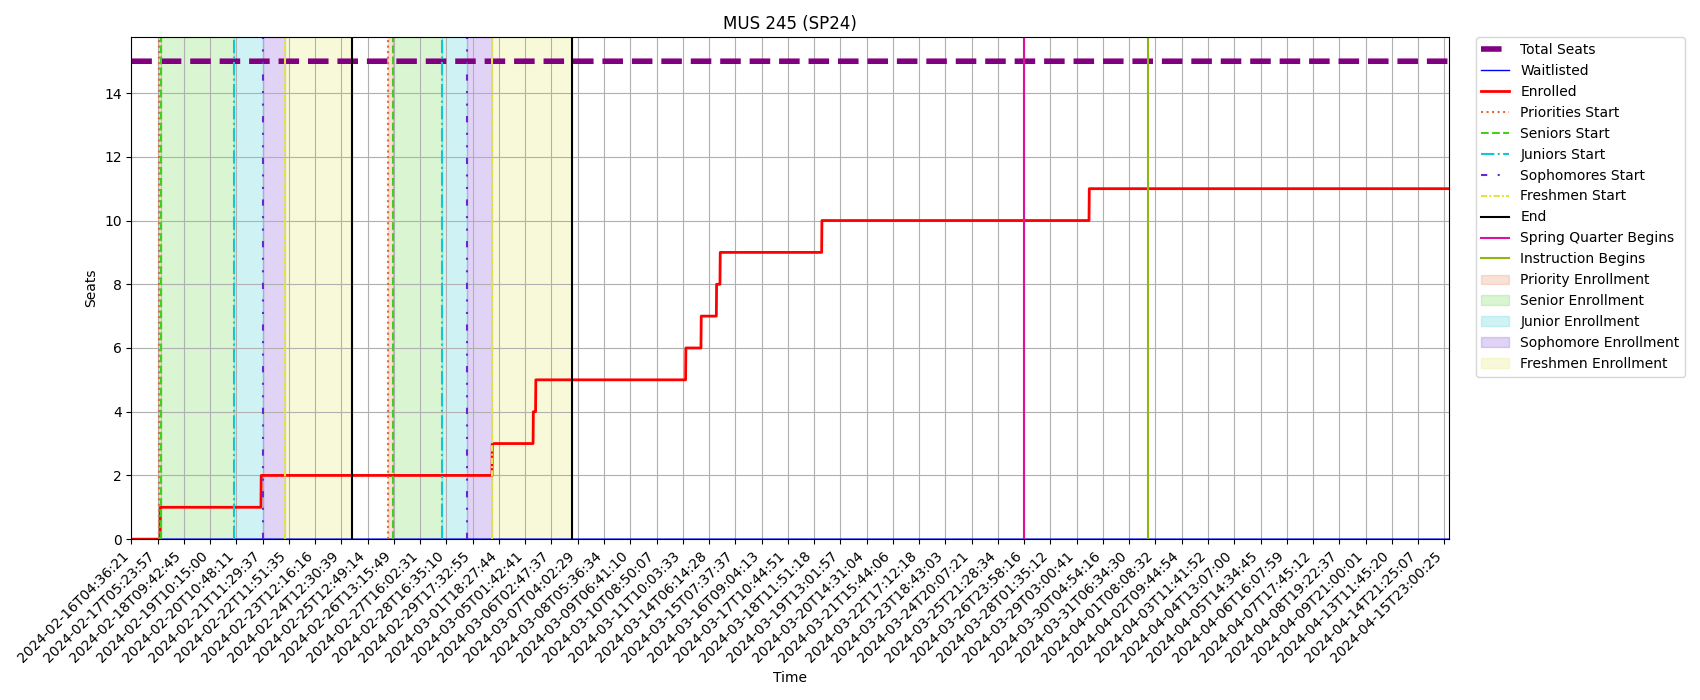 MUS 245 (SP24)
Seats
14
12
10
8
6
4
2
0
2024-02-16T04:36:21
2024-02-17T05:23:57
2024-02-18T09:42:45
2024-02-19T10:15:00
2024-02-20T10:48:11
2024-02-21T11:29:37
2024-02-22T11:51:35
2024-02-23T12:16:16
2024-02-24T12:30:39
2024-02-25T12:49:14
2024-02-26T13:15:49
2024-02-27T16:02:31
2024-02-28T16:35:10
2024-02-29T17:32:55
2024-03-01T18:27:44
2024-03-05T01:42:41
2024-03-06T02:47:37
2024-03-07T04:02:29
2024-03-08T05:36:34
2024-03-09T06:41:10
2024-03-10T08:50:07
2024-03-11T10:03:33
2024-03-14T06:14:28
2024-03-15T07:37:37
2024-03-16T09:04:13
2024-03-17T10:44:51
2024-03-18T11:51:18
2024-03-19T13:01:57
2024-03-20T14:31:04
2024-03-21T15:44:06
2024-03-22T17:12:18
2024-03-23T18:43:03
2024-03-24T20:07:21
2024-03-25T21:28:34
2024-03-26T23:58:16
2024-03-28T01:35:12
2024-03-29T03:00:41
2024-03-30T04:54:16
2024-03-31T06:34:30
2024-04-01T08:08:32
2024-04-02T09:44:54
2024-04-03T11:41:52
2024-04-04T13:07:00
2024-04-05T14:34:45
2024-04-06T16:07:59
2024-04-07T17:45:12
2024-04-08T19:22:37
2024-04-09T21:00:01
2024-04-13T11:45:20
2024-04-14T21:25:07
2024-04-15T23:00:25
Time
Total Seats
Waitlisted
Enrolled
Priorities Start
Seniors Start
Juniors Start
Sophomores Start
Freshmen Start
End
Spring Quarter Begins
Instruction Begins
Priority Enrollment
Senior Enrollment
Junior Enrollment
Sophomore Enrollment
Freshmen Enrollment